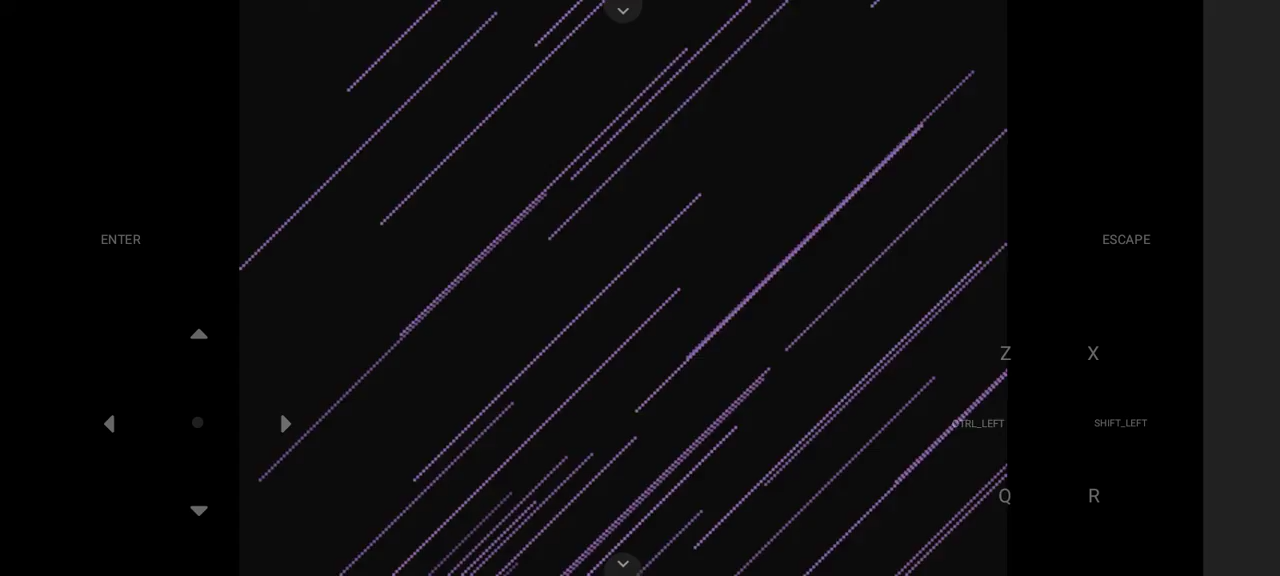 ENTER
ESCAPE
Z
X
CTRL_LEFT
SHIFT_LEFT
Q
R